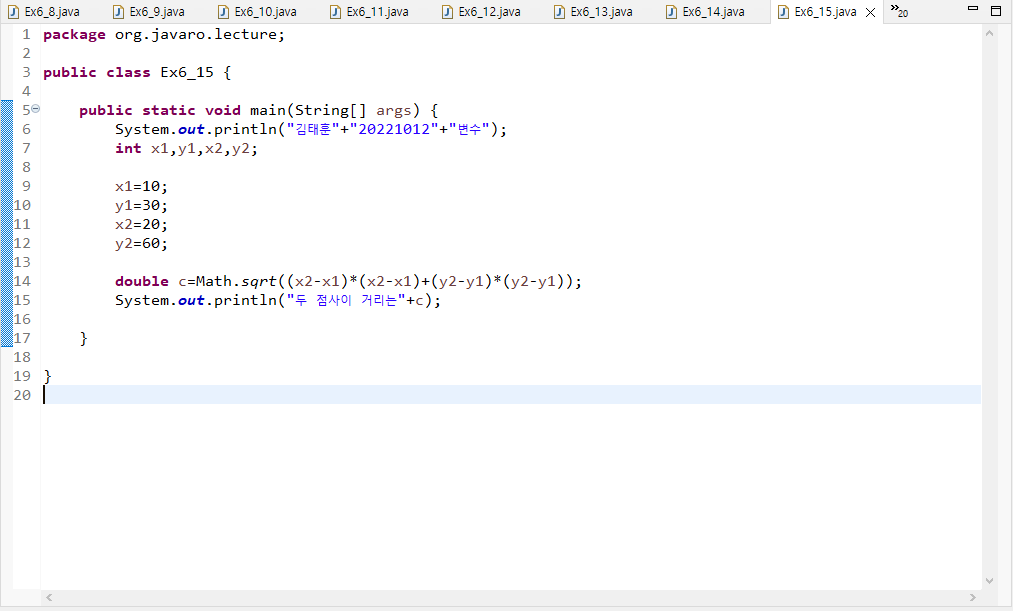 Ex6_8.java Ex6_9.java Ex6_10.java Ex6_11.java Ex6_12.java Ex6_13.java Ex6_14.java Ex6_15.java 20
1 package org.javaro.lecture;
2
3 public class Ex6_15 {
4
5 public static void main(String[] args) {
6 System.out.println("김태훈"+"20221012"+"변수");
7 int x1,y1,x2,y2;
8
9 x1=10;
10 y1=30;
11 x2=20;
12 y2=60;
13
14 double c=Math.sqrt((x2-x1)*(x2-x1)+(y2-y1)*(y2-y1));
15 System.out.println("두 점사이 거리는"+c);
16
17 }
18
19 }
20